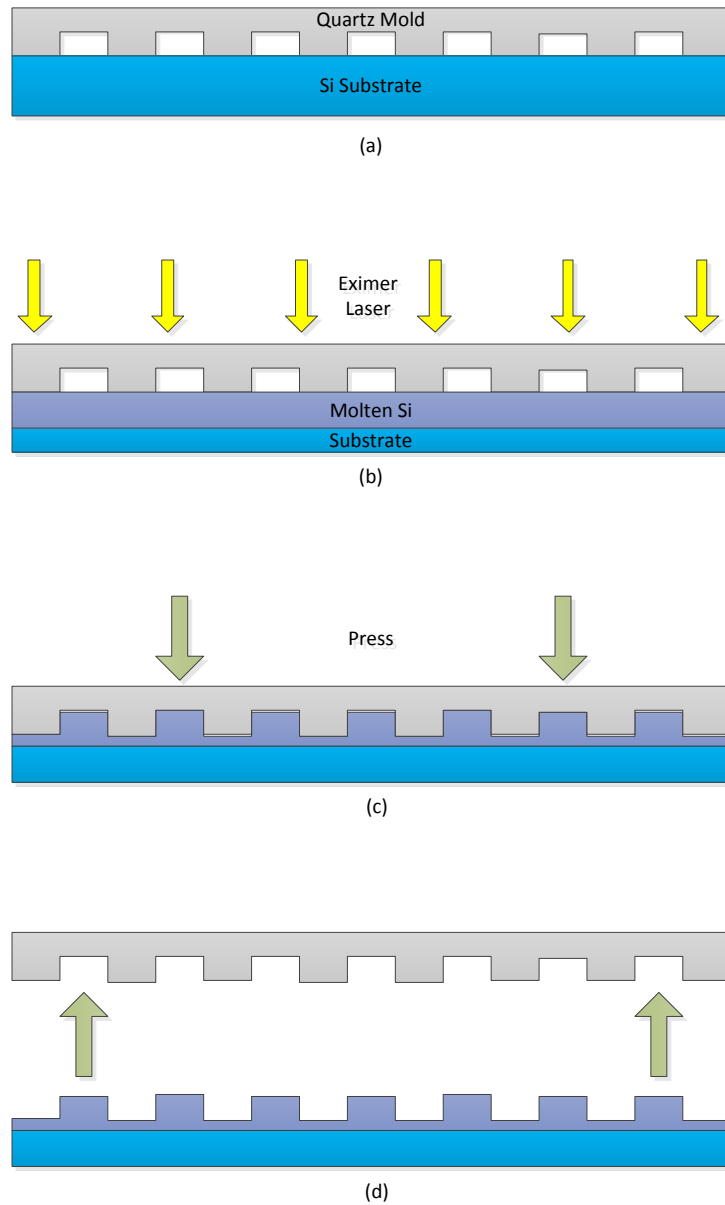 Quartz Mold
Si Substrate
(a)
Eximer
Laser
Molten Si
Substrate
(b)
Press
(c)
(d)